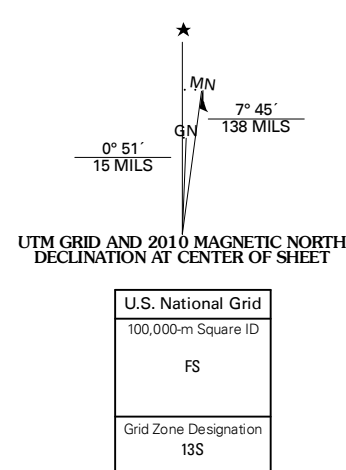 MN
7° 45´
138 MILS
GN
0° 51´
15 MILS
UTM GRID AND 2010 MAGNETIC NORTH
DECLINATION AT CENTER OF SHEET
U.S. National Grid
100,000-m Square ID
FS
Grid Zone Designation
13S